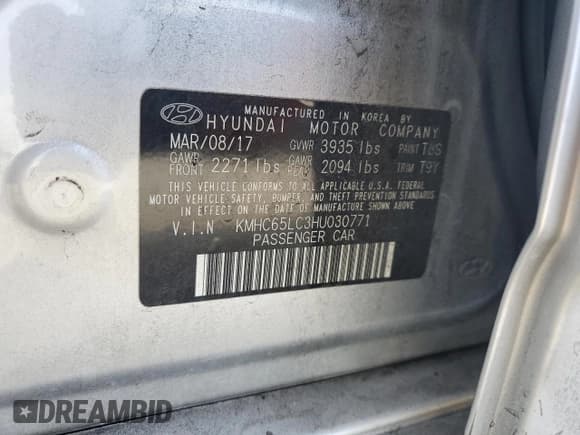 MANUFACTURED IN KOREA BY
HYUNDAI MOTOR COMPANY
MAR/08/17 GVWR 3935 lbs PAINT T8S
GAWR FRONT 2271 lbs GAWR REAR 2094 lbs TRIM T9Y
THIS VEHICLE CONFORMS TO ALL APPLICABLE U.S.A. FEDERAL
MOTOR VEHICLE SAFETY, BUMPER, AND THEFT PREVENTION STANDARDS
IN EFFECT ON THE DATE OF MANUFACTURE SHOWN ABOVE.
V.I.N KMHC65LC3HU030771
PASSENGER CAR
DREAMBID